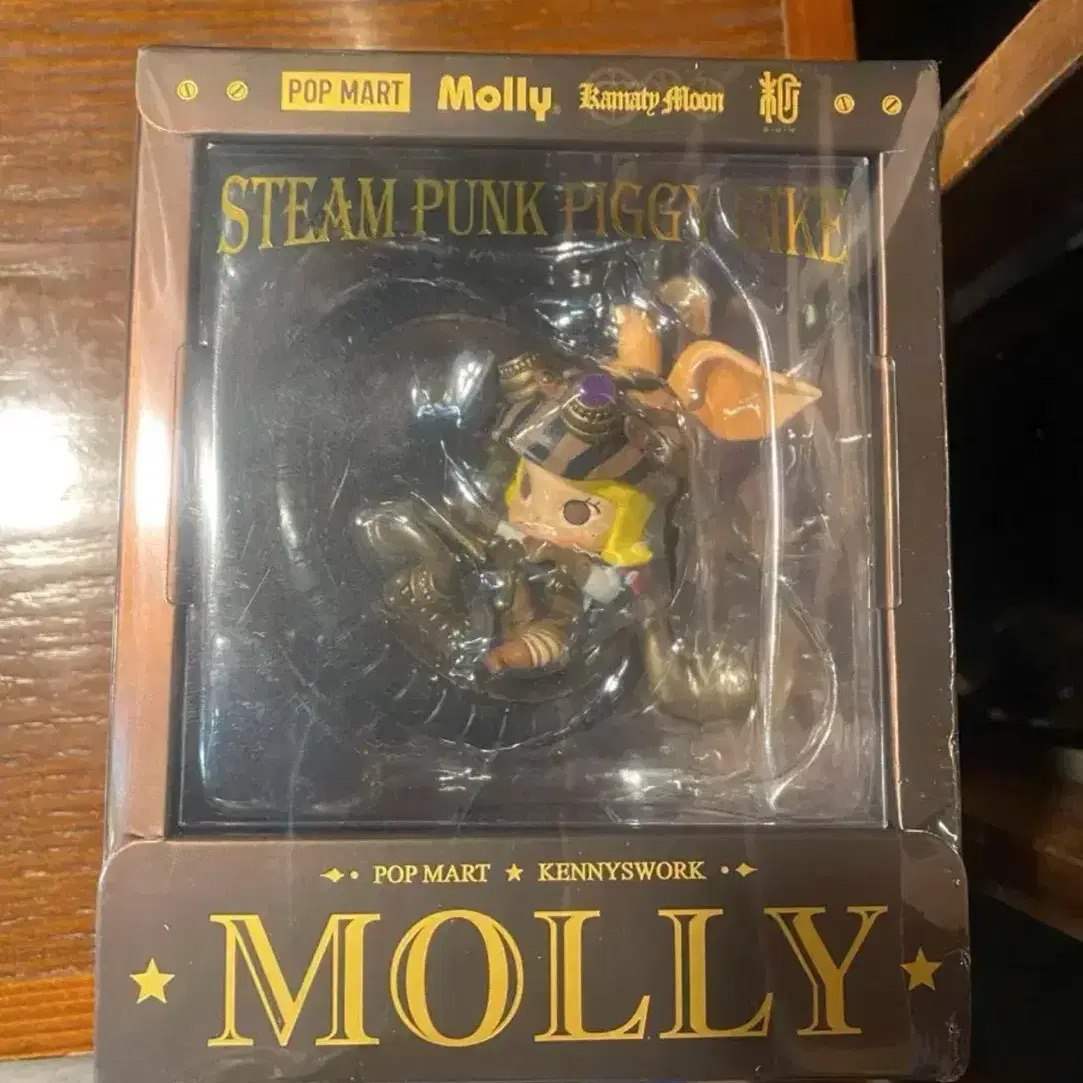 POP MART Molly Kamaty Moon
STEAM PUNK PIGGY BIKE
POP MART ★ KENNYSWORK
MOLLY